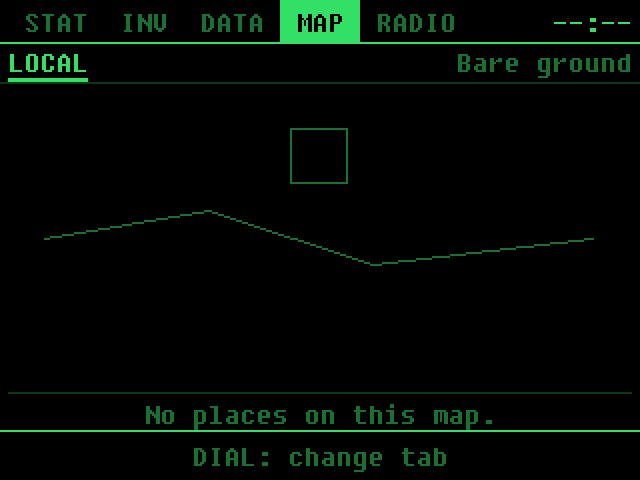 STAT INV DATA MAP RADIO --:--
LOCAL Bare ground
No places on this map.
DIAL: change tab